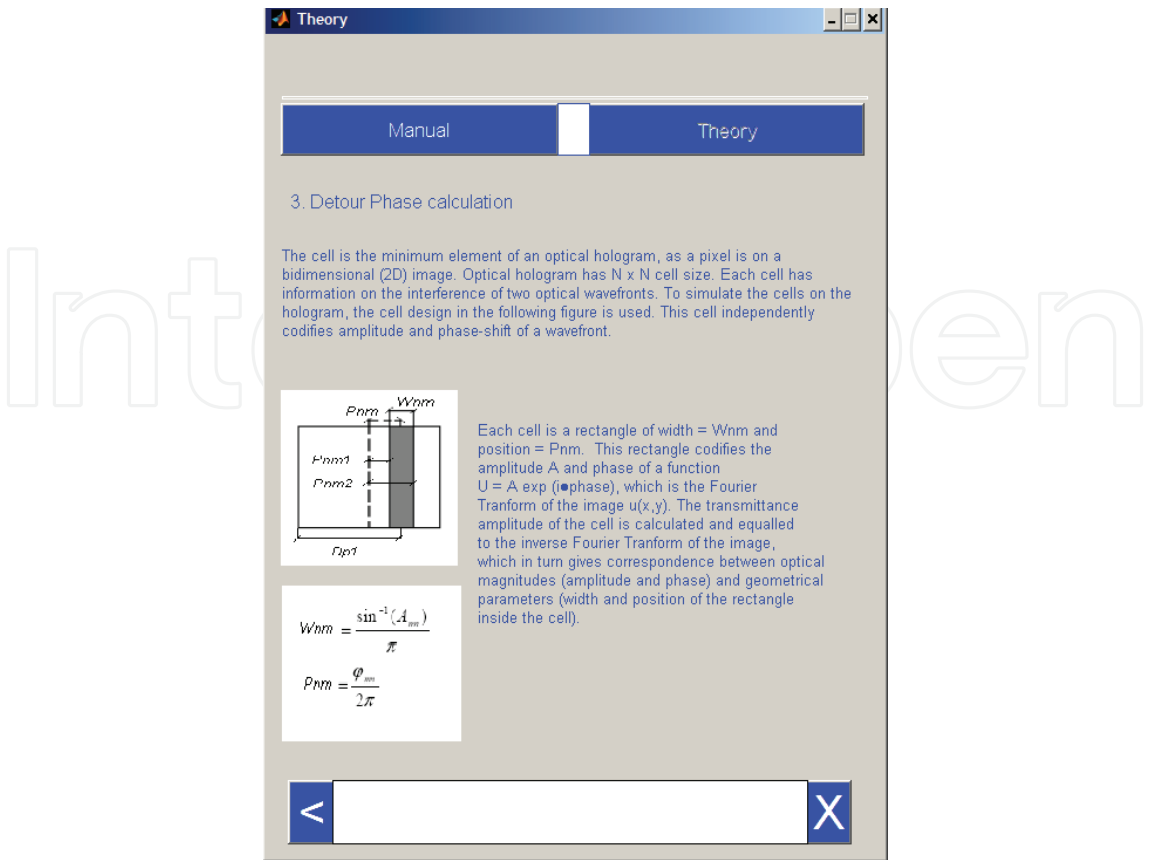 Theory
Manual
Theory
3. Detour Phase calculation
The cell is the minimum element of an optical hologram, as a pixel is on a
bidimensional (2D) image. Optical hologram has N x N cell size. Each cell has
information on the interference of two optical wavefronts. To simulate the cells on the
hologram, the cell design in the following figure is used. This cell independently
codifies amplitude and phase-shift of a wavefront.
Pnm
Wnm
Pnm1
Pnm2
Each cell is a rectangle of width = Wnm and
position = Pnm. This rectangle codifies the
amplitude A and phase of a function
U = A exp (i●phase), which is the Fourier
Tranform of the image u(x,y). The transmittance
amplitude of the cell is calculated and equalled
to the inverse Fourier Tranform of the image,
which in turn gives correspondence between optical
magnitudes (amplitude and phase) and geometrical
parameters (width and position of the rectangle
inside the cell).
Wnm = sin⁻¹(Aₙₘ) / π
Pnm = φₙₘ / 2π
<
X